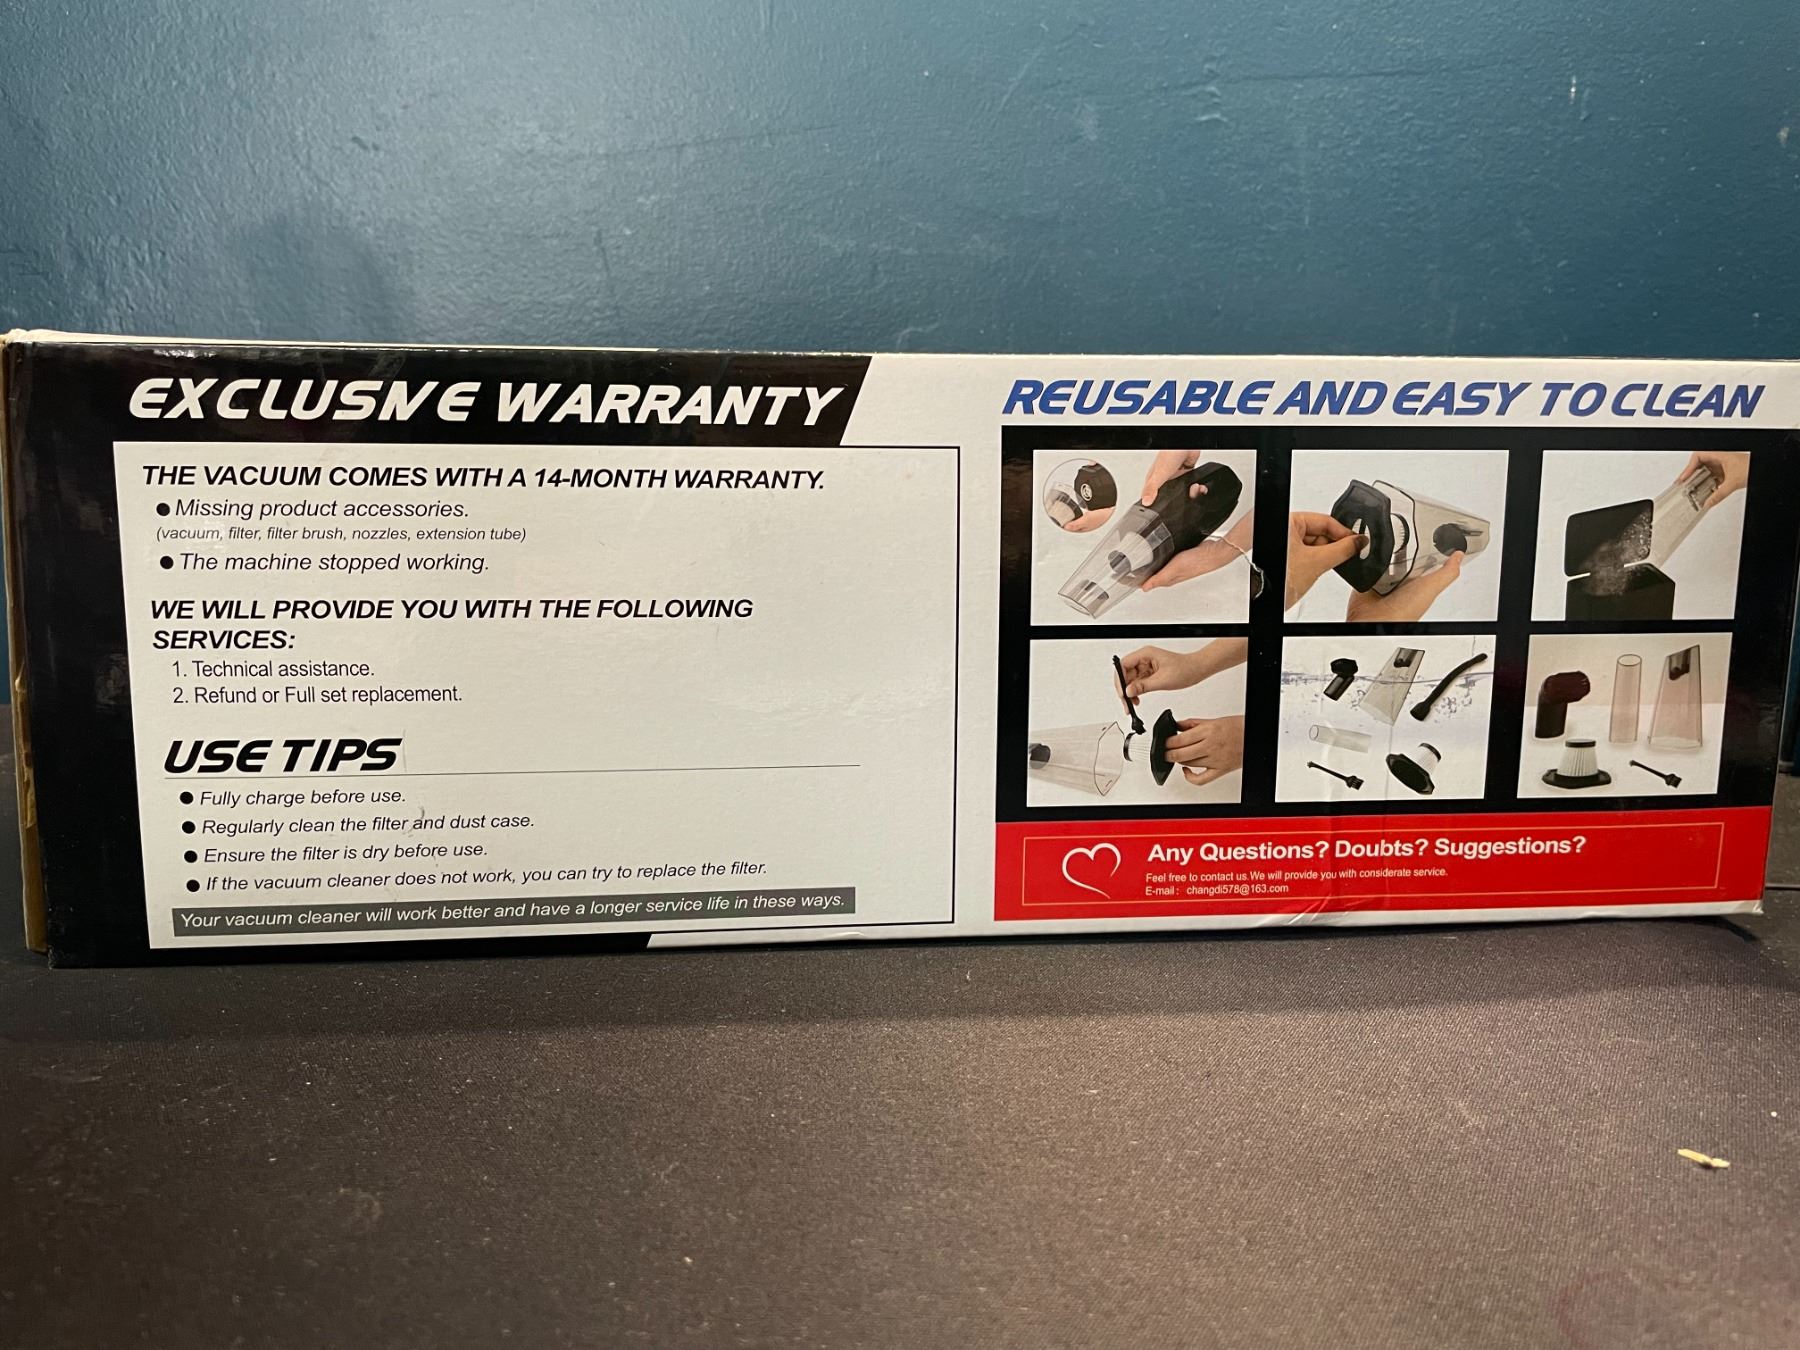 EXCLUSIVE WARRANTY
THE VACUUM COMES WITH A 14-MONTH WARRANTY.
● Missing product accessories.
(vacuum, filter, filter brush, nozzles, extension tube)
● The machine stopped working.
WE WILL PROVIDE YOU WITH THE FOLLOWING
SERVICES:
1. Technical assistance.
2. Refund or Full set replacement.
USE TIPS
● Fully charge before use.
● Regularly clean the filter and dust case.
● Ensure the filter is dry before use.
● If the vacuum cleaner does not work, you can try to replace the filter.
Your vacuum cleaner will work better and have a longer service life in these ways.
REUSABLE AND EASY TO CLEAN
Any Questions? Doubts? Suggestions?
Feel free to contact us.We will provide you with considerate service.
E-mail: changdi578@163.com